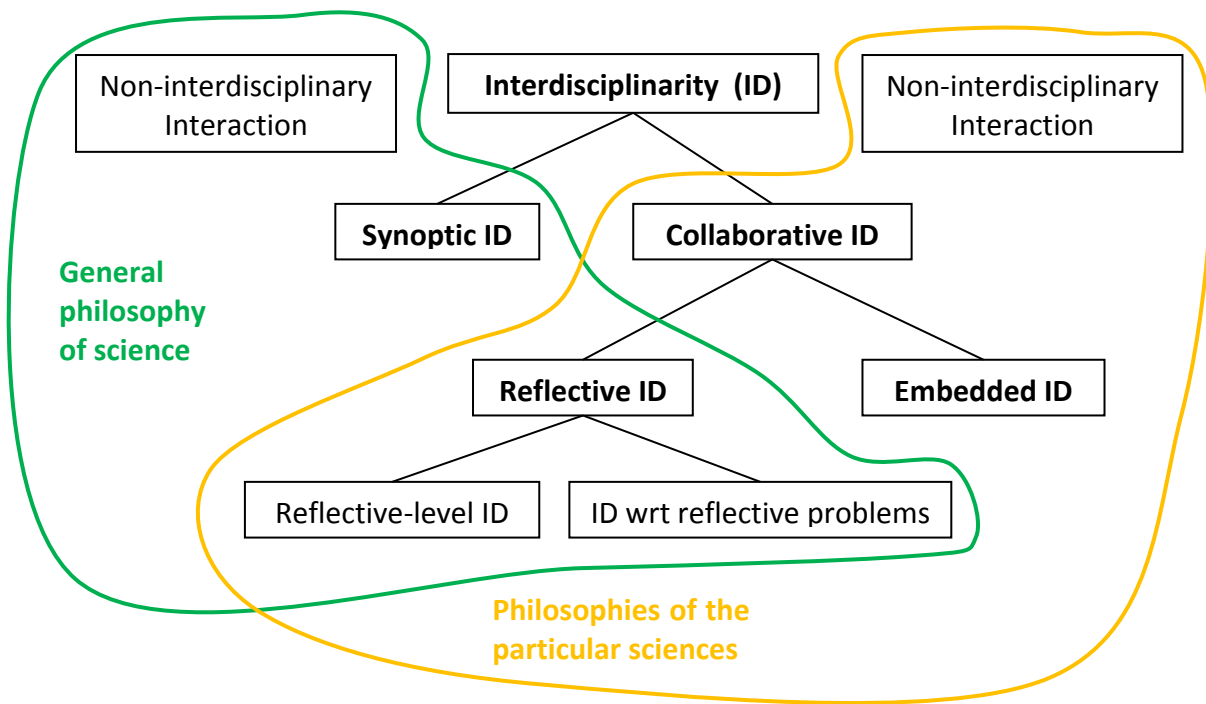 Non-interdisciplinary
Interaction
Interdisciplinarity (ID)
Non-interdisciplinary
Interaction
Synoptic ID
Collaborative ID
General
philosophy
of science
Reflective ID
Embedded ID
Reflective-level ID
ID wrt reflective problems
Philosophies of the
particular sciences